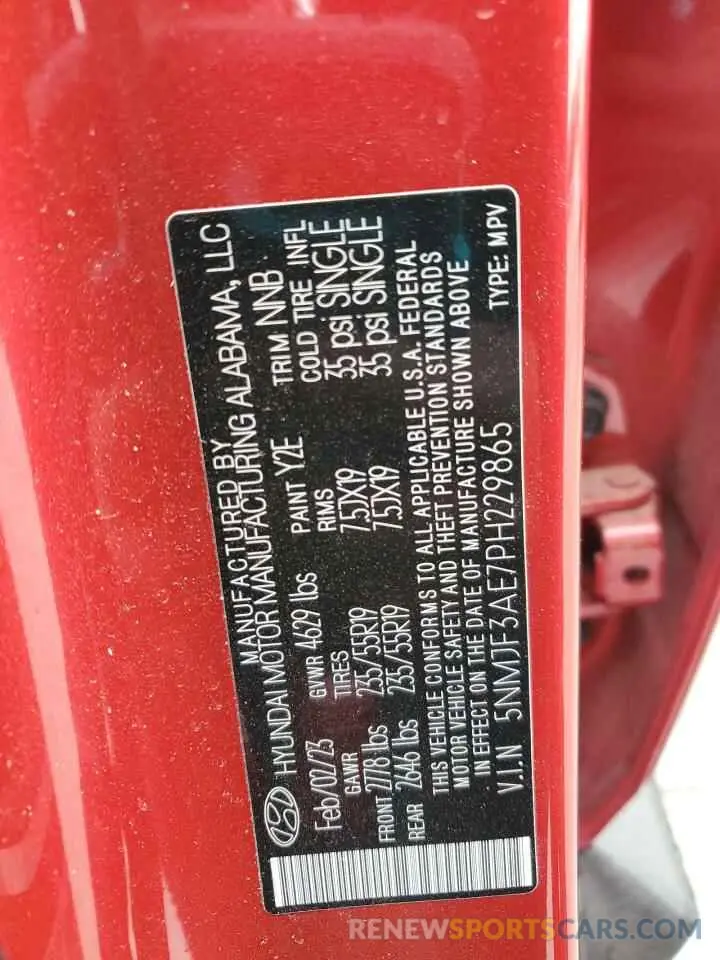 MANUFACTURED BY
HYUNDAI MOTOR MANUFACTURING ALABAMA, LLC
Feb/02/23 GVWR 4629 lbs PAINT Y2E TRIM NNB
GAWR TIRES RIMS COLD TIRE INFL
FRONT 2778 lbs 235/55R19 7.5JX19 35 psi SINGLE
REAR 2646 lbs 235/55R19 7.5JX19 35 psi SINGLE
THIS VEHICLE CONFORMS TO ALL APPLICABLE U.S.A. FEDERAL
MOTOR VEHICLE SAFETY AND THEFT PREVENTION STANDARDS
IN EFFECT ON THE DATE OF MANUFACTURE SHOWN ABOVE
V.I.N 5NMJF3AE7PH229865 TYPE: MPV
RENEWSPORTSCARS.COM